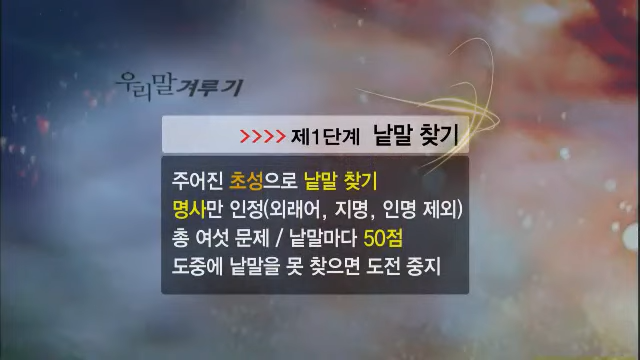 우리말겨루기
>>>> 제1단계 낱말 찾기
주어진 초성으로 낱말 찾기
명사만 인정(외래어, 지명, 인명 제외)
총 여섯 문제 / 낱말마다 50점
도중에 낱말을 못 찾으면 도전 중지